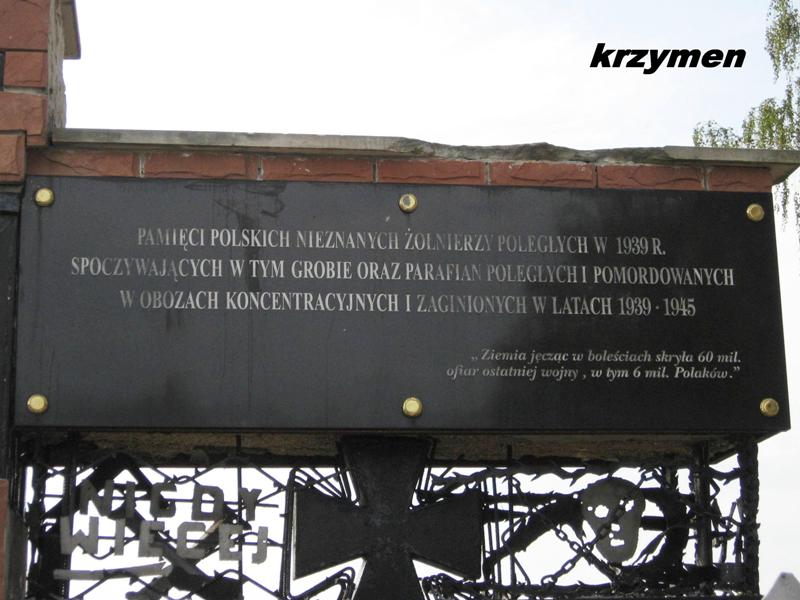 krzymen
PAMIĘCI POLSKICH NIEZNANYCH ŻOŁNIERZY POLEGŁYCH W 1939 R.
SPOCZYWAJĄCYCH W TYM GROBIE ORAZ PARAFIAN POLEGŁYCH I POMORDOWANYCH
W OBOZACH KONCENTRACYJNYCH I ZAGINIONYCH W LATACH 1939 - 1945
„Ziemia jęcząc w boleściach skryła 60 mil.
ofiar ostatniej wojny , w tym 6 mil. Polaków.”
NIGDY
WIĘCEJ